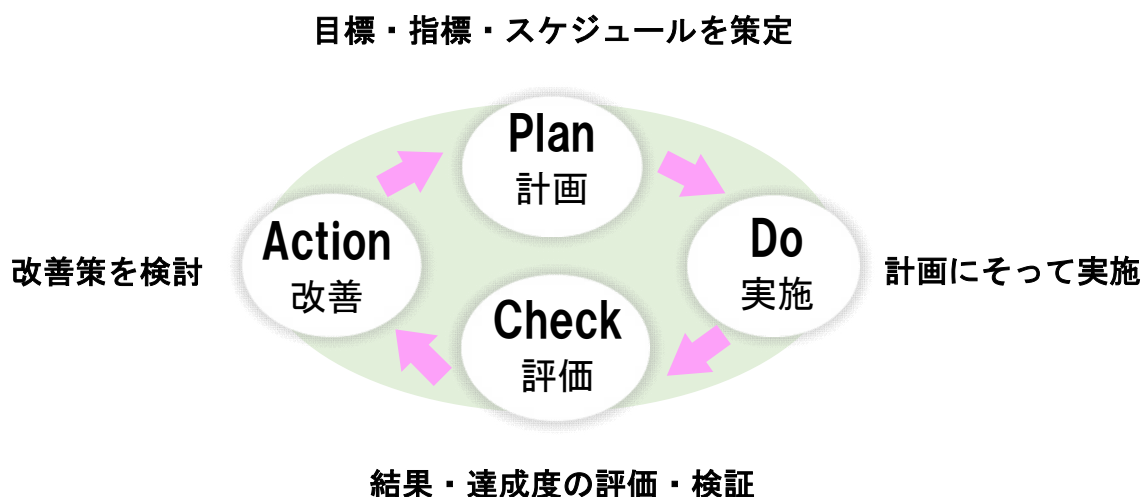 目標・指標・スケジュールを策定
Plan
計画
Action
改善
Do
実施
改善策を検討
計画にそって実施
Check
評価
結果・達成度の評価・検証